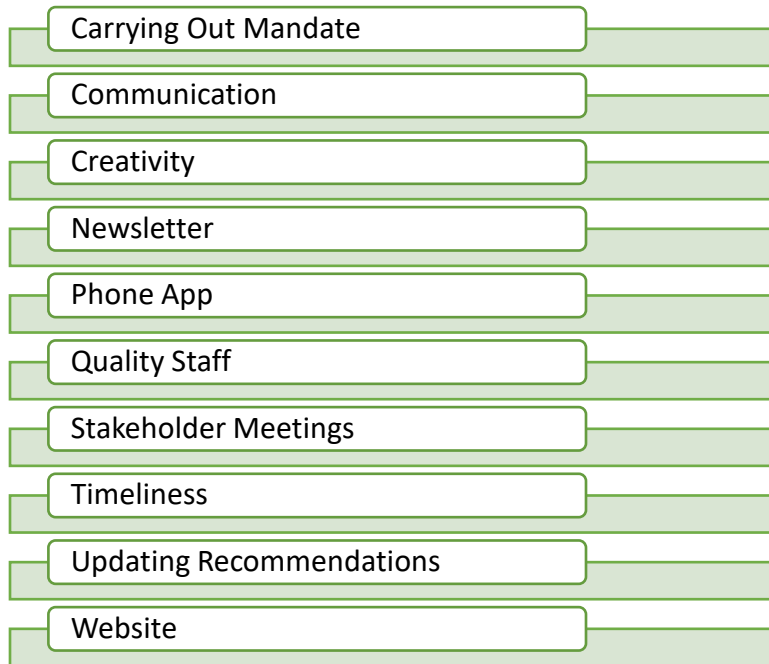 Carrying Out Mandate
Communication
Creativity
Newsletter
Phone App
Quality Staff
Stakeholder Meetings
Timeliness
Updating Recommendations
Website